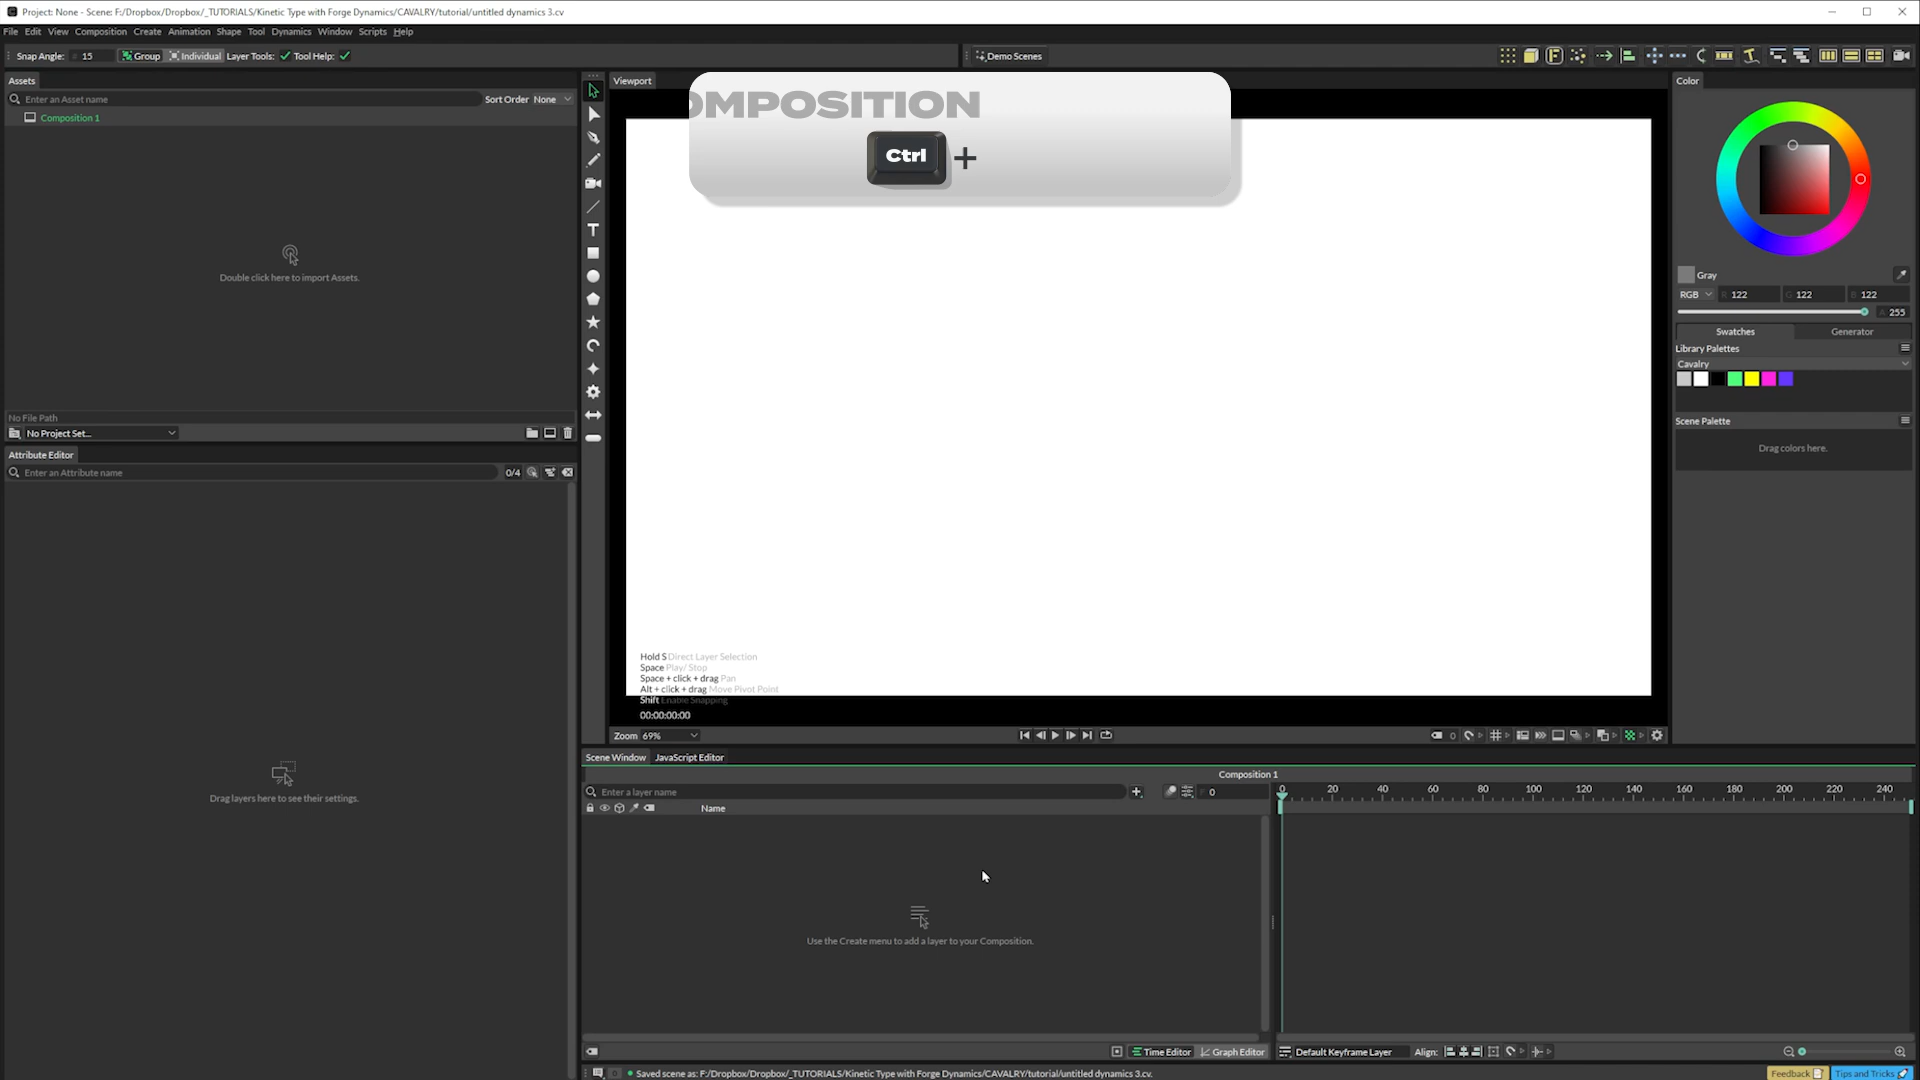 Project: None - Scene: F:/Dropbox/Dropbox/_TUTORIALS/Kinetic Type with Forge Dynamics/CAVALRY/tutorial/untitled dynamics 3.cv
File Edit View Composition Create Animation Shape Tool Dynamics Window Scripts Help
Snap Angle: 15 Group Individual Layer Tools: Tool Help: Demo Scenes
Assets
Enter an Asset name Sort Order None
Composition 1
Double click here to import Assets.
No File Path
No Project Set...
Attribute Editor
Enter an Attribute name 0/4
Drag layers here to see their settings.
Viewport
OMPOSITION
Ctrl +
Hold S Direct Layer Selection
Space Play/ Stop
Space + click + drag Pan
Alt + click + drag Move Pivot Point
Shift Enable Snapping
00:00:00:00
Zoom 69% 0
Color
Gray
RGB R 122 G 122 B 122
A 255
Swatches Generator
Library Palettes
Cavalry
Scene Palette
Drag colors here.
Scene Window JavaScript Editor
Composition 1
Enter a layer name F 0
0 20 40 60 80 100 120 140 160 180 200 220 240
Name
Use the Create menu to add a layer to your Composition.
Time Editor Graph Editor Default Keyframe Layer Align:
Saved scene as: F:/Dropbox/Dropbox/_TUTORIALS/Kinetic Type with Forge Dynamics/CAVALRY/tutorial/untitled dynamics 3.cv.
Feedback Tips and Tricks